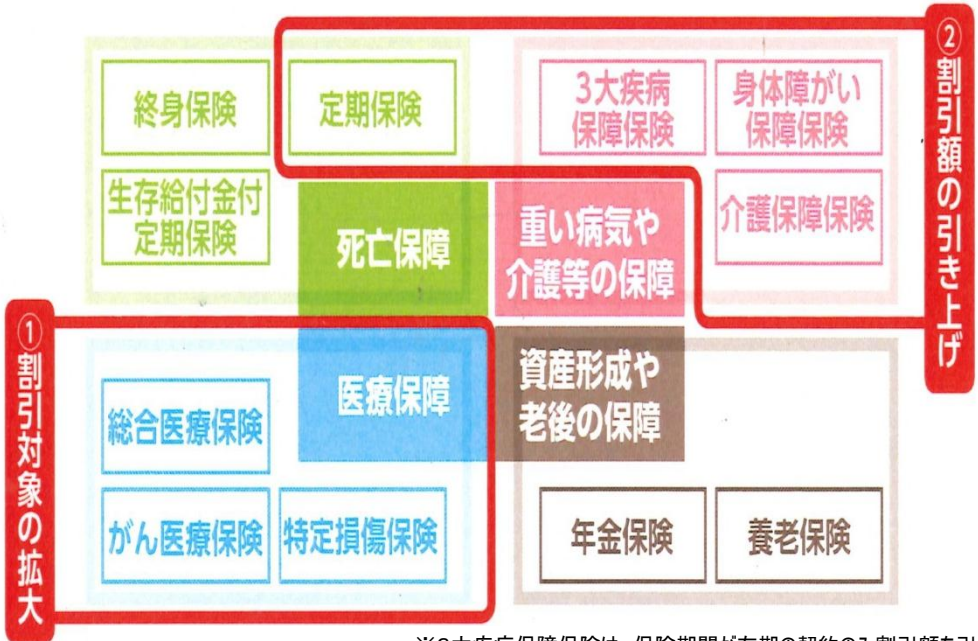 ②割引額の引き上げ
終身保険
定期保険
3大疾病
保障保険
身体障がい
保障保険
生存給付金付
定期保険
介護保障保険
死亡保障
重い病気や
介護等の保障
①割引対象の拡大
医療保障
資産形成や
老後の保障
総合医療保険
がん医療保険
特定損傷保険
年金保険
養老保険